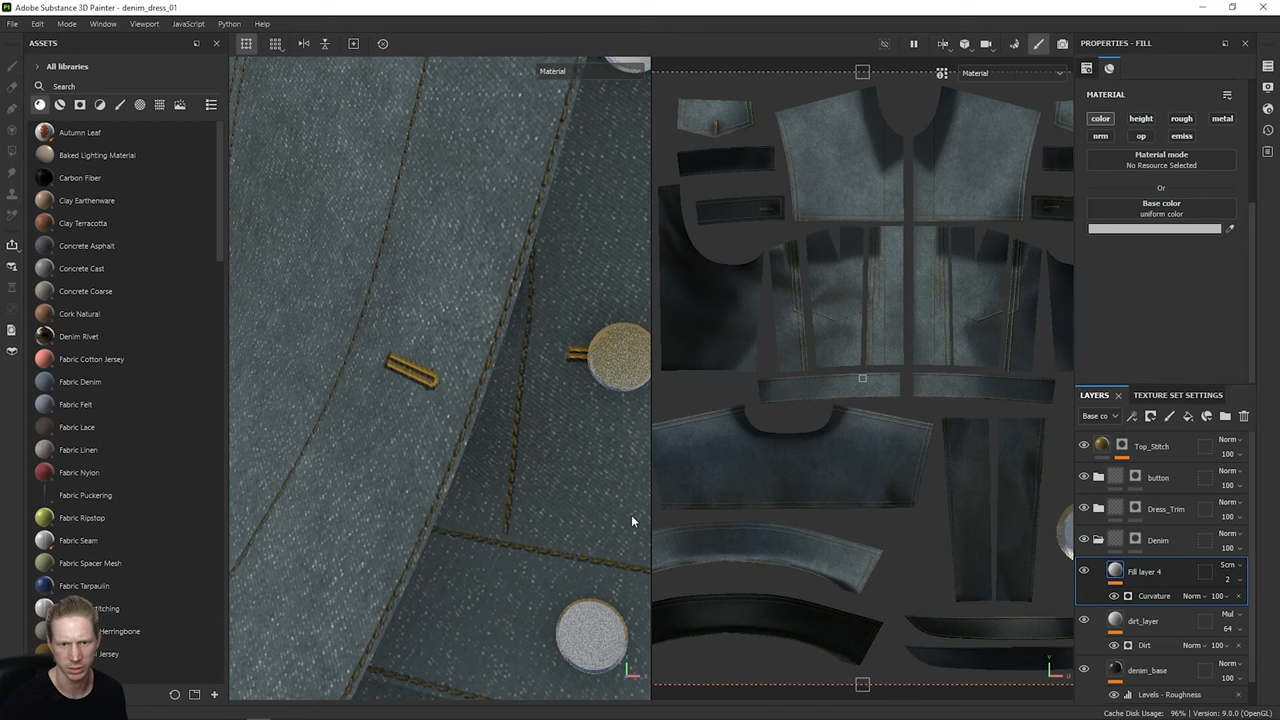 Adobe Substance 3D Painter - denim_dress_01
File Edit Mode Window Viewport JavaScript Python Help
ASSETS
All libraries
Search
Autumn Leaf
Baked Lighting Material
Carbon Fiber
Clay Earthenware
Clay Terracotta
Concrete Asphalt
Concrete Cast
Concrete Coarse
Cork Natural
Denim Rivet
Fabric Cotton Jersey
Fabric Denim
Fabric Felt
Fabric Lace
Fabric Linen
Fabric Nylon
Fabric Puckering
Fabric Ripstop
Fabric Seam
Fabric Spacer Mesh
Fabric Tarpaulin
Material
Material
PROPERTIES - FILL
MATERIAL
color height rough metal
nrm op emiss
Material mode
No Resource Selected
Or
Base color
uniform color
LAYERS TEXTURE SET SETTINGS
Base co
Top_Stitch Norm 100
button Norm 100
Dress_Trim Norm 100
Denim Norm 100
Fill layer 4 Scrn 2
Curvature Norm 100
dirt_layer Mul 64
Dirt Norm 100
denim_base Norm 100
Levels - Roughness
Cache Disk Usage: 96% | Version: 9.0.0 (OpenGL)